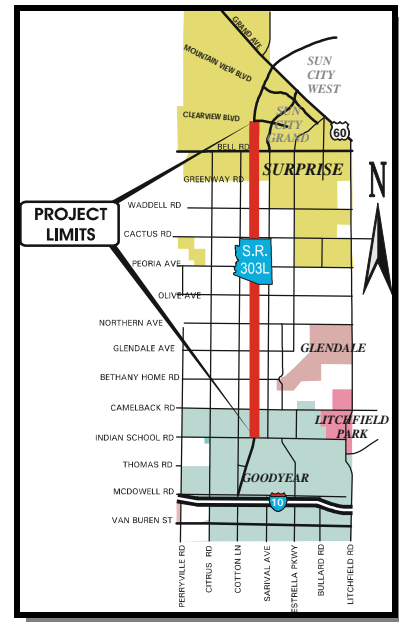 GRAND AVE
MOUNTAIN VIEW BLVD
SUN
CITY
WEST
CLEARVIEW BLVD
SUN
CITY
GRAND
60
BELL RD
SURPRISE
GREENWAY RD
N
WADDELL RD
PROJECT
LIMITS
CACTUS RD
S.R.
303L
PEORIA AVE
OLIVE AVE
NORTHERN AVE
GLENDALE AVE
GLENDALE
BETHANY HOME RD
CAMELBACK RD
LITCHFIELD
PARK
INDIAN SCHOOL RD
THOMAS RD
GOODYEAR
MCDOWELL RD
10
VAN BUREN ST
PERRYVILLE RD
CITRUS RD
COTTON LN
SARIVAL AVE
ESTRELLA PKWY
BULLARD RD
LITCHFIELD RD